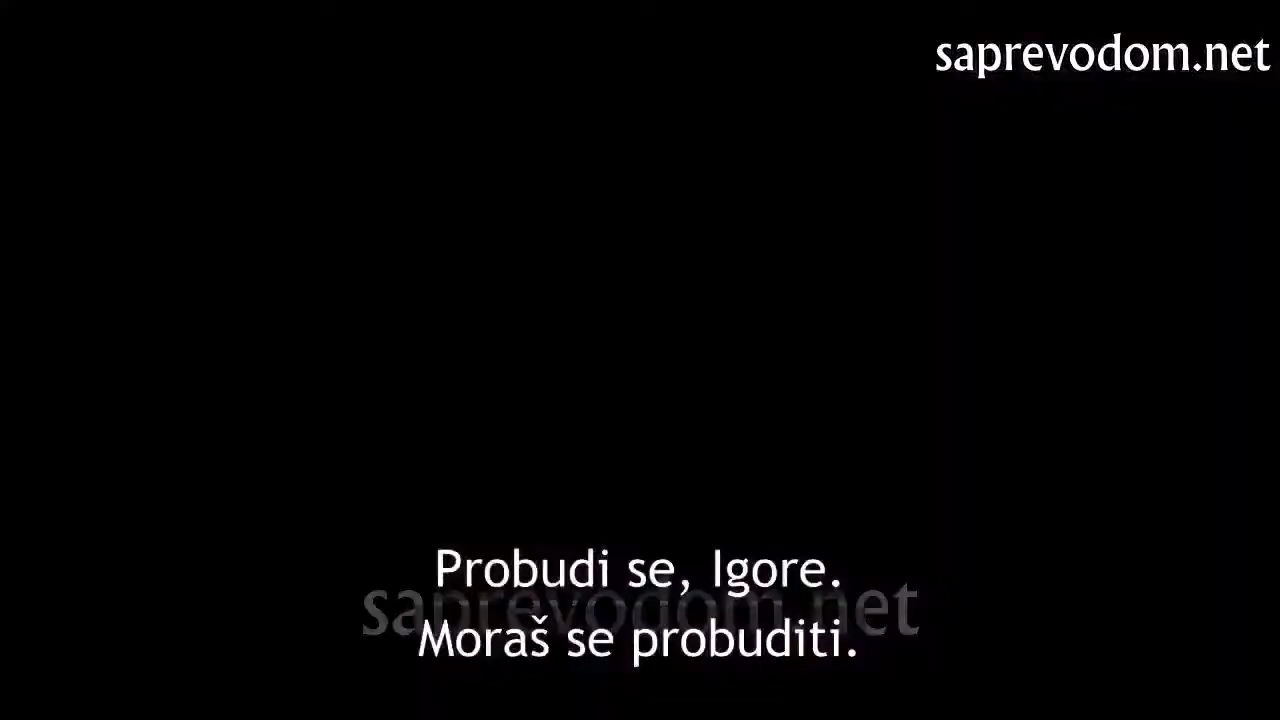 saprevodom.net
Probudi se, Igore.
saprevodom.net
Moraš se probuditi.